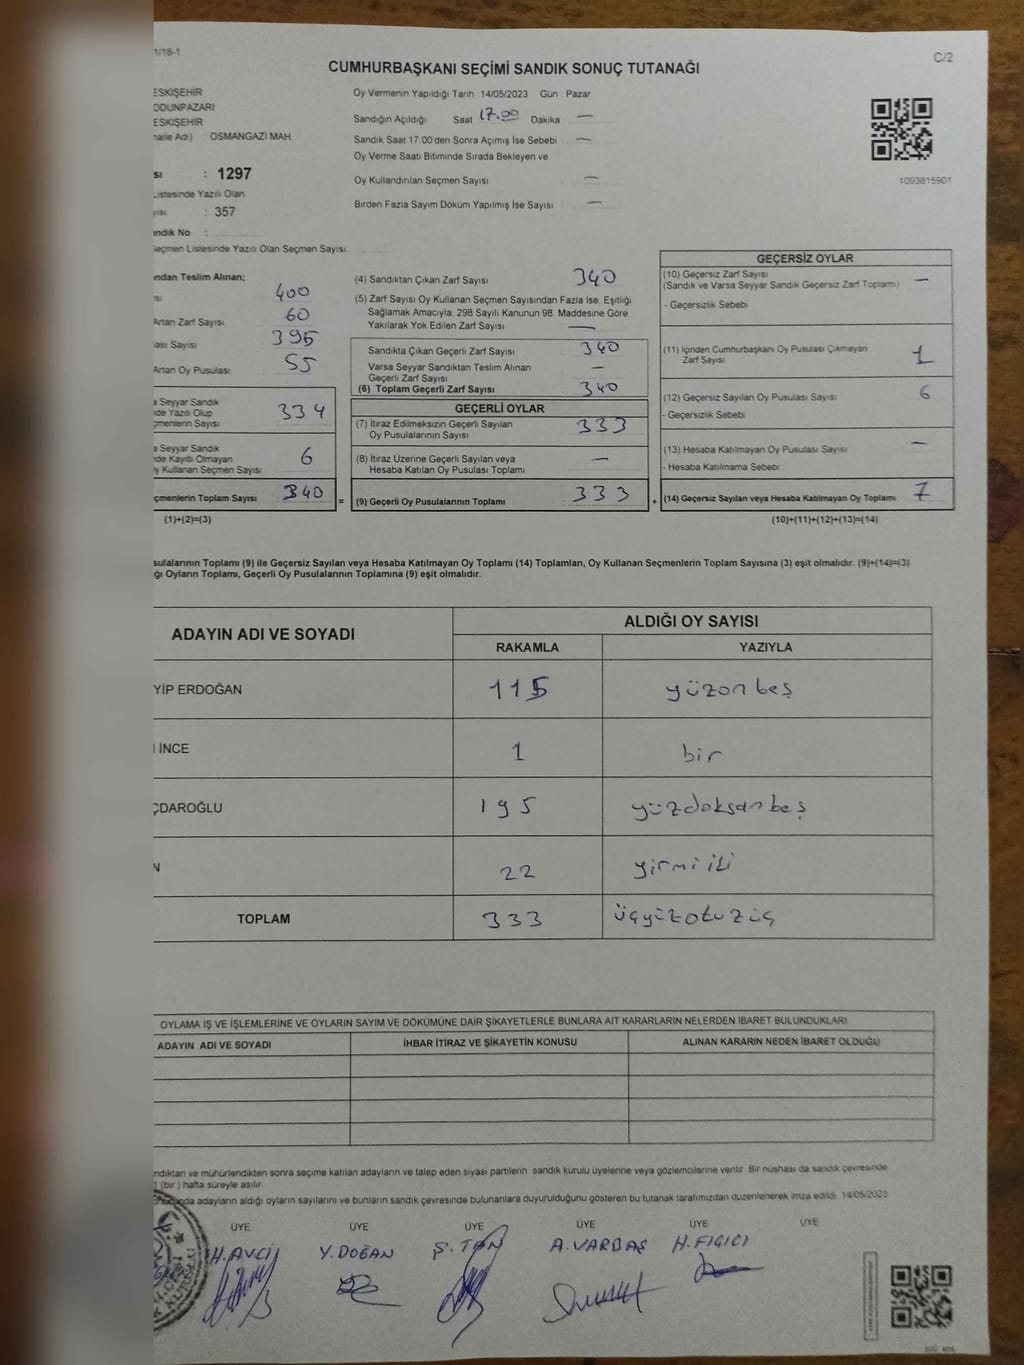 1/16-1
C/2
CUMHURBAŞKANI SEÇİMİ SANDIK SONUÇ TUTANAĞI
ESKİŞEHİR
ODUNPAZARI
ESKİŞEHİR
halle Adı) : OSMANGAZİ MAH.
sı : 1297
Listesinde Yazılı Olan
yısı : 357
andık No :
Seçmen Listesinde Yazılı Olan Seçmen Sayısı
Oy Vermenin Yapıldığı Tarih 14/05/2023 Gün : Pazar
Sandığın Açıldığı Saat 17.00 Dakika —
Sandık Saat 17.00'den Sonra Açımış İse Sebebi —
Oy Verme Saati Bitiminde Sırada Bekleyen ve
Oy Kullandırılan Seçmen Sayısı —
Birden Fazla Sayım Döküm Yapılmış İse Sayısı —
1093815901
ından Teslim Alınan;
sı 400
Artan Zarf Sayısı 60
lası Sayısı 395
Artan Oy Pusulası 55
a Seyyar Sandık
de Yazılı Olup
çmenlerin Sayısı 334
a Seyyar Sandık
de Kayıtlı Olmayan
y Kullanan Seçmen Sayısı 6
çmenlerin Toplam Sayısı 340 =
(1)+(2)=(3)
(4) Sandıktan Çıkan Zarf Sayısı 340
(5) Zarf Sayısı Oy Kullanan Seçmen Sayısından Fazla İse, Eşitliği
Sağlamak Amacıyla, 298 Sayılı Kanunun 98. Maddesine Göre
Yakılarak Yok Edilen Zarf Sayısı —
Sandıkta Çıkan Geçerli Zarf Sayısı 340
Varsa Seyyar Sandıktan Teslim Alınan
Geçerli Zarf Sayısı —
(6) Toplam Geçerli Zarf Sayısı 340
GEÇERLİ OYLAR
(7) İtiraz Edilmeksizin Geçerli Sayılan
Oy Pusulalarının Sayısı 333
(8) İtiraz Üzerine Geçerli Sayılan veya
Hesaba Katılan Oy Pusulası Toplamı —
(9) Geçerli Oy Pusulalarının Toplamı 333 +
GEÇERSİZ OYLAR
(10) Geçersiz Zarf Sayısı
(Sandık ve Varsa Seyyar Sandık Geçersiz Zarf Toplamı) —
- Geçersizlik Sebebi
(11) İçinden Cumhurbaşkanı Oy Pusulası Çıkmayan
Zarf Sayısı 1
(12) Geçersiz Sayılan Oy Pusulası Sayısı 6
- Geçersizlik Sebebi
(13) Hesaba Katılmayan Oy Pusulası Sayısı —
- Hesaba Katılmama Sebebi
(14) Geçersiz Sayılan veya Hesaba Katılmayan Oy Toplamı 7
(10)+(11)+(12)+(13)=(14)
sulalarının Toplamı (9) ile Geçersiz Sayılan veya Hesaba Katılmayan Oy Toplamı (14) Toplamları, Oy Kullanan Seçmenlerin Toplam Sayısına (3) eşit olmalıdır. (9)+(14)=(3)
ğı Oyların Toplamı, Geçerli Oy Pusulalarının Toplamına (9) eşit olmalıdır.
ADAYIN ADI VE SOYADI
ALDIĞI OY SAYISI
RAKAMLA YAZIYLA
YİP ERDOĞAN 115 yüzonbeş
İNCE 1 bir
ÇDAROĞLU 195 yüzdoksanbeş
N 22 yirmiiki
TOPLAM 333 üçyüzotuzüç
OYLAMA İŞ VE İŞLEMLERİNE VE OYLARIN SAYIM VE DÖKÜMÜNE DAİR ŞİKAYETLERLE BUNLARA AİT KARARLARIN NELERDEN İBARET BULUNDUKLARI
ADAYIN ADI VE SOYADI İHBAR İTİRAZ VE ŞİKAYETİN KONUSU ALINAN KARARIN NEDEN İBARET OLDUĞU
ndıktan ve mühürlendikten sonra seçime katılan adayların ve talep eden siyasi partilerin sandık kurulu üyelerine veya gözlemcilerine verilir. Bir nüshası da sandık çevresinde
1 (bir) hafta süreyle asılır.
nda adayların aldığı oyların sayılarını ve bunların sandık çevresinde bulunanlara duyurulduğunu gösteren bu tutanak tarafımızdan düzenlenerek imza edildi. 14/05/2023
ÜYE ÜYE ÜYE ÜYE ÜYE ÜYE
H.AVCI Y.DOĞAN Ş.TAN A.VARBAŞ H.FIGICI